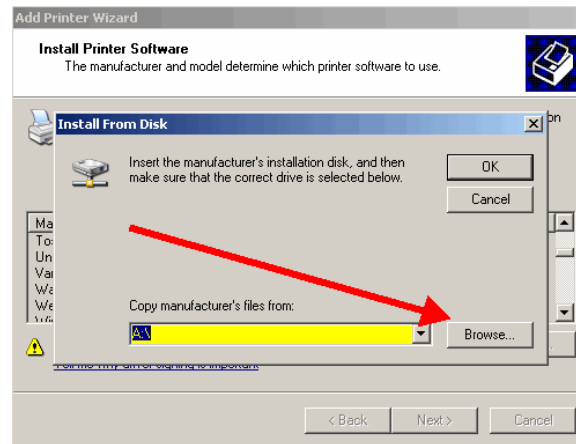 Add Printer Wizard
Install Printer Software
The manufacturer and model determine which printer software to use.
Install From Disk
Insert the manufacturer's installation disk, and then
make sure that the correct drive is selected below.
OK
Cancel
Copy manufacturer's files from:
A:\
Browse...
< Back
Next >
Cancel